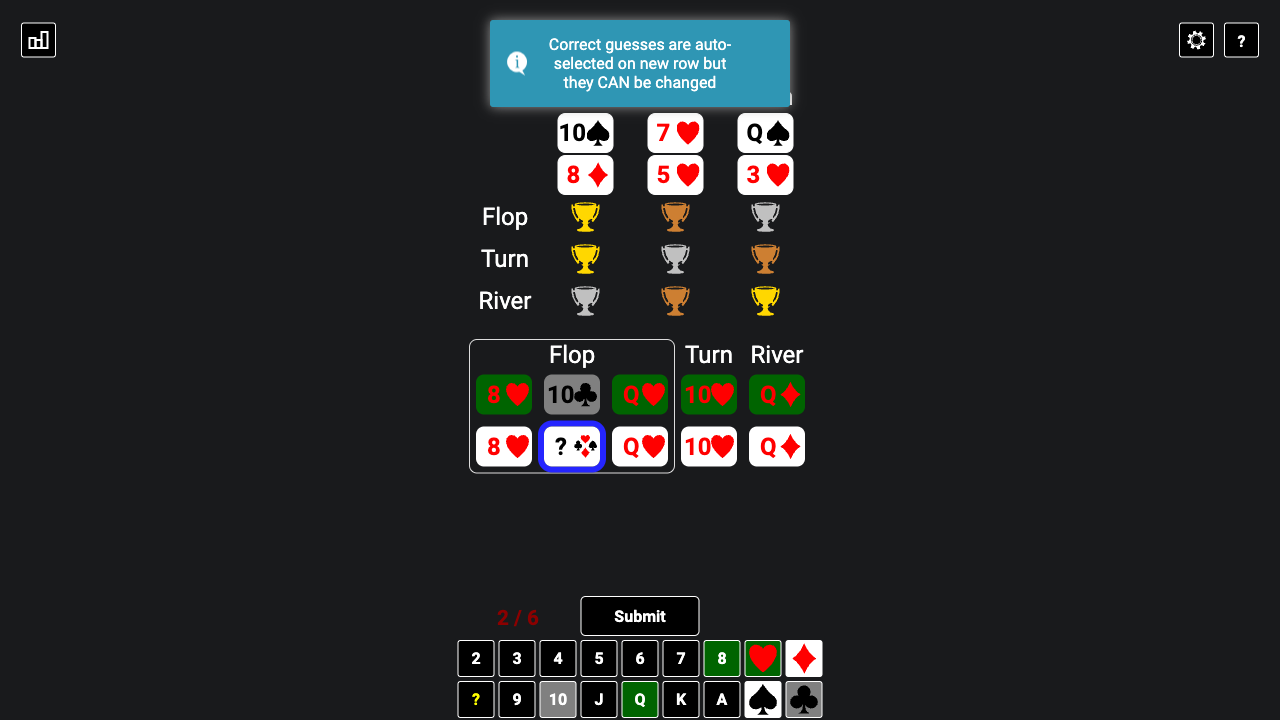 ?
Correct guesses are auto-
selected on new row but
they CAN be changed
10 7 Q
8 5 3
Flop
Turn
River
Flop Turn River
8 10 Q 10 Q
8 ? Q 10 Q
2 / 6 Submit
2 3 4 5 6 7 8
? 9 10 J Q K A